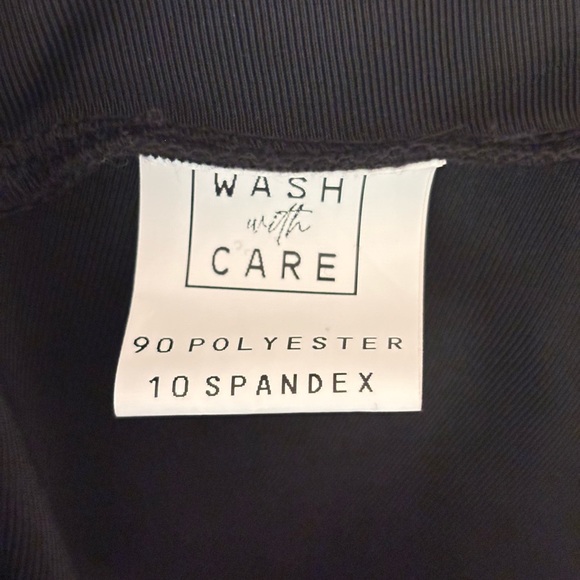 WASH
with
CARE
90 POLYESTER
10 SPANDEX